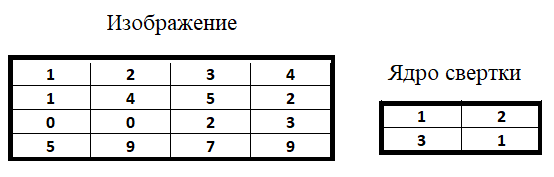 Изображение
1 2 3 4
1 4 5 2
0 0 2 3
5 9 7 9
Ядро свертки
1 2
3 1